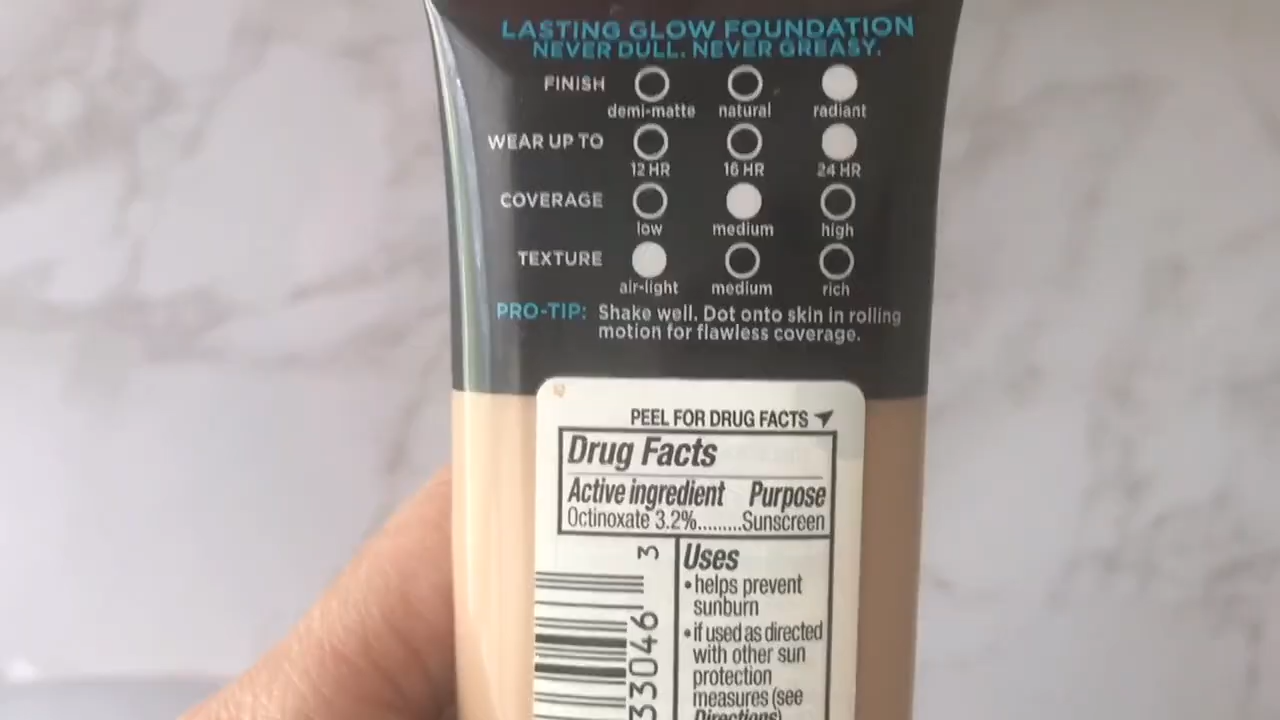 LASTING GLOW FOUNDATION
NEVER DULL. NEVER GREASY.
FINISH
demi-matte natural radiant
WEAR UP TO
12 HR 16 HR 24 HR
COVERAGE
low medium high
TEXTURE
air-light medium rich
PRO-TIP: Shake well. Dot onto skin in rolling
motion for flawless coverage.
PEEL FOR DRUG FACTS
Drug Facts
Active ingredient Purpose
Octinoxate 3.2%.........Sunscreen
Uses
• helps prevent
sunburn
• if used as directed
with other sun
protection
measures (see
Directions)
33046 3